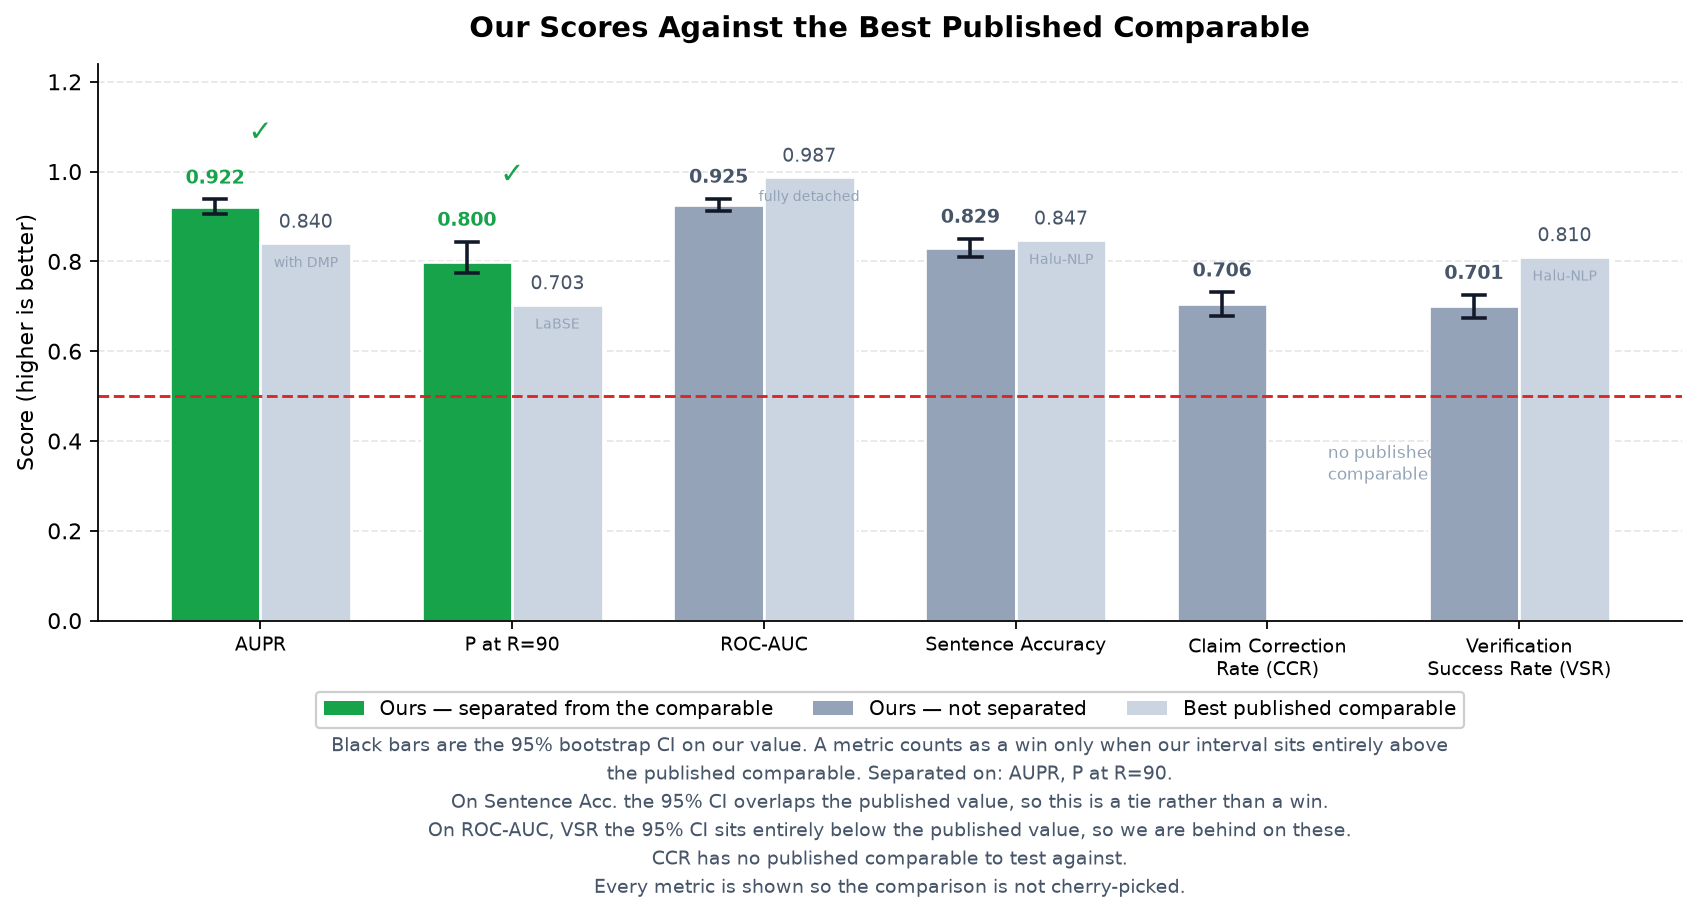 Our Scores Against the Best Published Comparable
Score (higher is better)
1.2
1.0
0.8
0.6
0.4
0.2
0.0
✓
0.922
0.840
with DMP
✓
0.800
0.703
LaBSE
0.925
0.987
fully detached
0.829
0.847
Halu-NLP
0.706
no published
comparable
0.701
0.810
Halu-NLP
AUPR
P at R=90
ROC-AUC
Sentence Accuracy
Claim Correction
Rate (CCR)
Verification
Success Rate (VSR)
Ours — separated from the comparable
Ours — not separated
Best published comparable
Black bars are the 95% bootstrap CI on our value. A metric counts as a win only when our interval sits entirely above
the published comparable. Separated on: AUPR, P at R=90.
On Sentence Acc. the 95% CI overlaps the published value, so this is a tie rather than a win.
On ROC-AUC, VSR the 95% CI sits entirely below the published value, so we are behind on these.
CCR has no published comparable to test against.
Every metric is shown so the comparison is not cherry-picked.